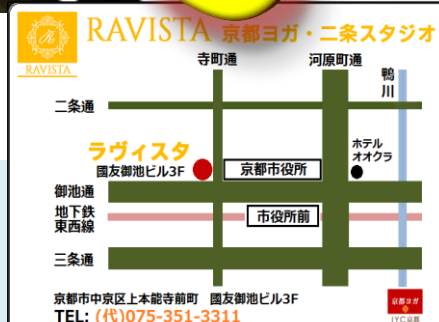 RAVISTA 京都ヨガ・二条スタジオ
RAVISTA
寺町通
河原町通
鴨川
二条通
ラヴィスタ
國友御池ビル3F
京都市役所
ホテル
オオクラ
御池通
地下鉄
東西線
市役所前
三条通
京都市中京区上本能寺前町 國友御池ビル3F
TEL: (代)075-351-3311
京都ヨガ
JYC京都